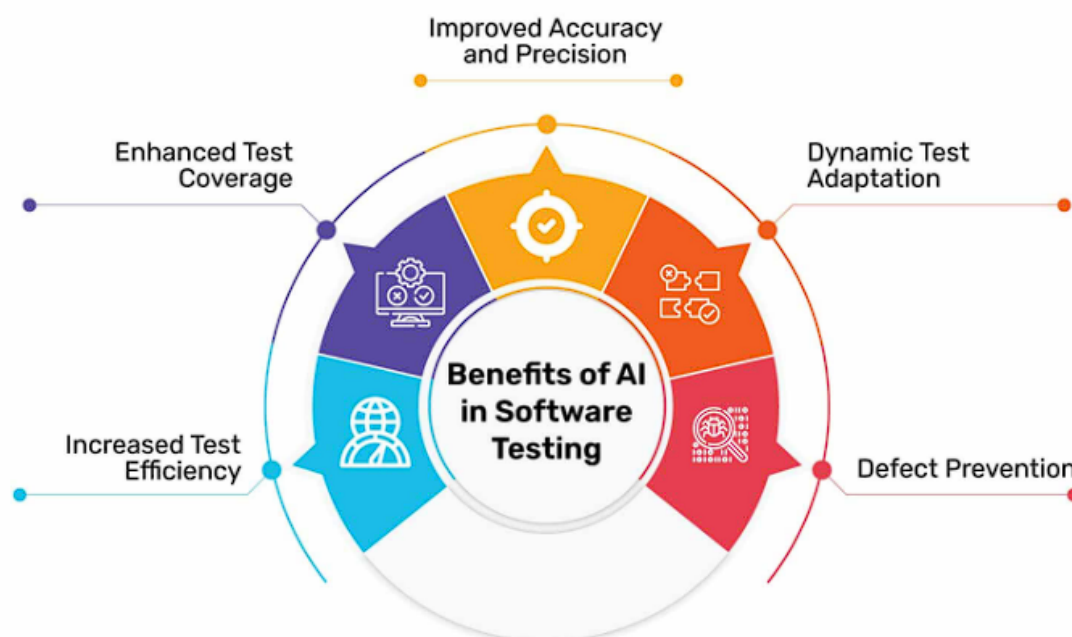 Improved Accuracy
and Precision
Enhanced Test
Coverage
Dynamic Test
Adaptation
Benefits of AI
in Software
Testing
Increased Test
Efficiency
Defect Prevention